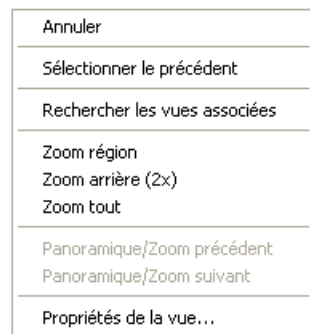 Annuler
Sélectionner le précédent
Rechercher les vues associées
Zoom région
Zoom arrière (2x)
Zoom tout
Panoramique/Zoom précédent
Panoramique/Zoom suivant
Propriétés de la vue...